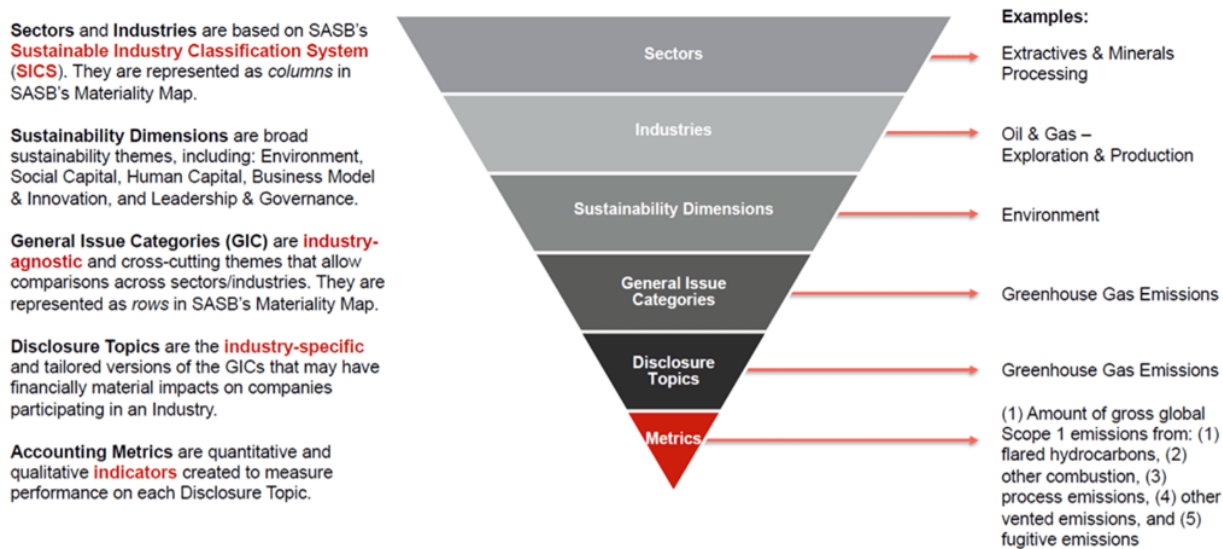 Sectors and Industries are based on SASB's
Sustainable Industry Classification System
(SICS). They are represented as columns in
SASB's Materiality Map.
Sustainability Dimensions are broad
sustainability themes, including: Environment,
Social Capital, Human Capital, Business Model
& Innovation, and Leadership & Governance.
General Issue Categories (GIC) are industry-
agnostic and cross-cutting themes that allow
comparisons across sectors/industries. They are
represented as rows in SASB's Materiality Map.
Disclosure Topics are the industry-specific
and tailored versions of the GICs that may have
financially material impacts on companies
participating in an Industry.
Accounting Metrics are quantitative and
qualitative indicators created to measure
performance on each Disclosure Topic.
Sectors
Industries
Sustainability Dimensions
General Issue
Categories
Disclosure
Topics
Metrics
Examples:
Extractives & Minerals
Processing
Oil & Gas –
Exploration & Production
Environment
Greenhouse Gas Emissions
Greenhouse Gas Emissions
(1) Amount of gross global
Scope 1 emissions from: (1)
flared hydrocarbons, (2)
other combustion, (3)
process emissions, (4) other
vented emissions, and (5)
fugitive emissions